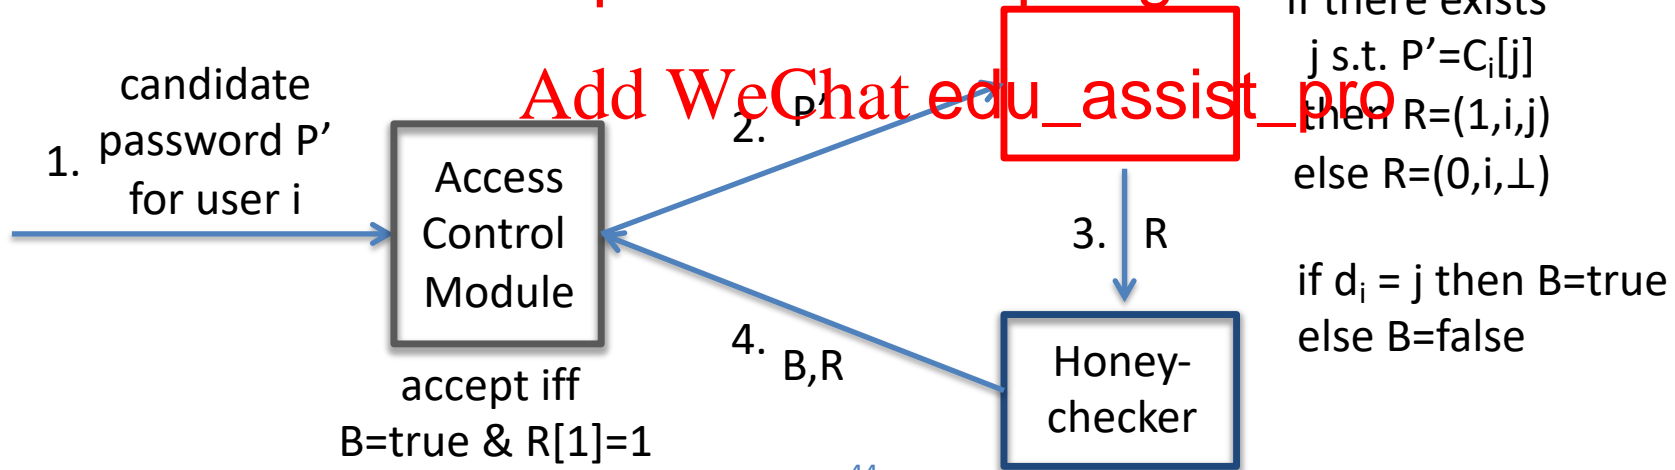 if there exists
j s.t. P’=Cᵢ[j]
then R=(1,i,j)
else R=(0,i,⊥)
candidate
password P’
for user i
1.
Add WeChat edu_assist_pro
2. P’
Access
Control
Module
3. R
if dᵢ = j then B=true
else B=false
4. B,R
Honey-
checker
accept iff
B=true & R[1]=1
44